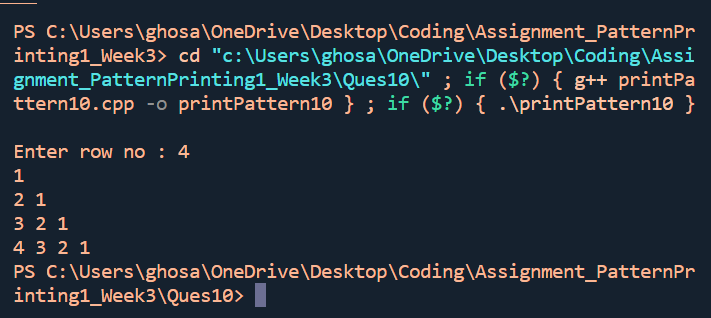 PS C:\Users\ghosa\OneDrive\Desktop\Coding\Assignment_PatternPr
inting1_Week3> cd "c:\Users\ghosa\OneDrive\Desktop\Coding\Assi
gnment_PatternPrinting1_Week3\Ques10\" ; if ($?) { g++ printPa
ttern10.cpp -o printPattern10 } ; if ($?) { .\printPattern10 }
Enter row no : 4
1
2 1
3 2 1
4 3 2 1
PS C:\Users\ghosa\OneDrive\Desktop\Coding\Assignment_PatternPr
inting1_Week3\Ques10>